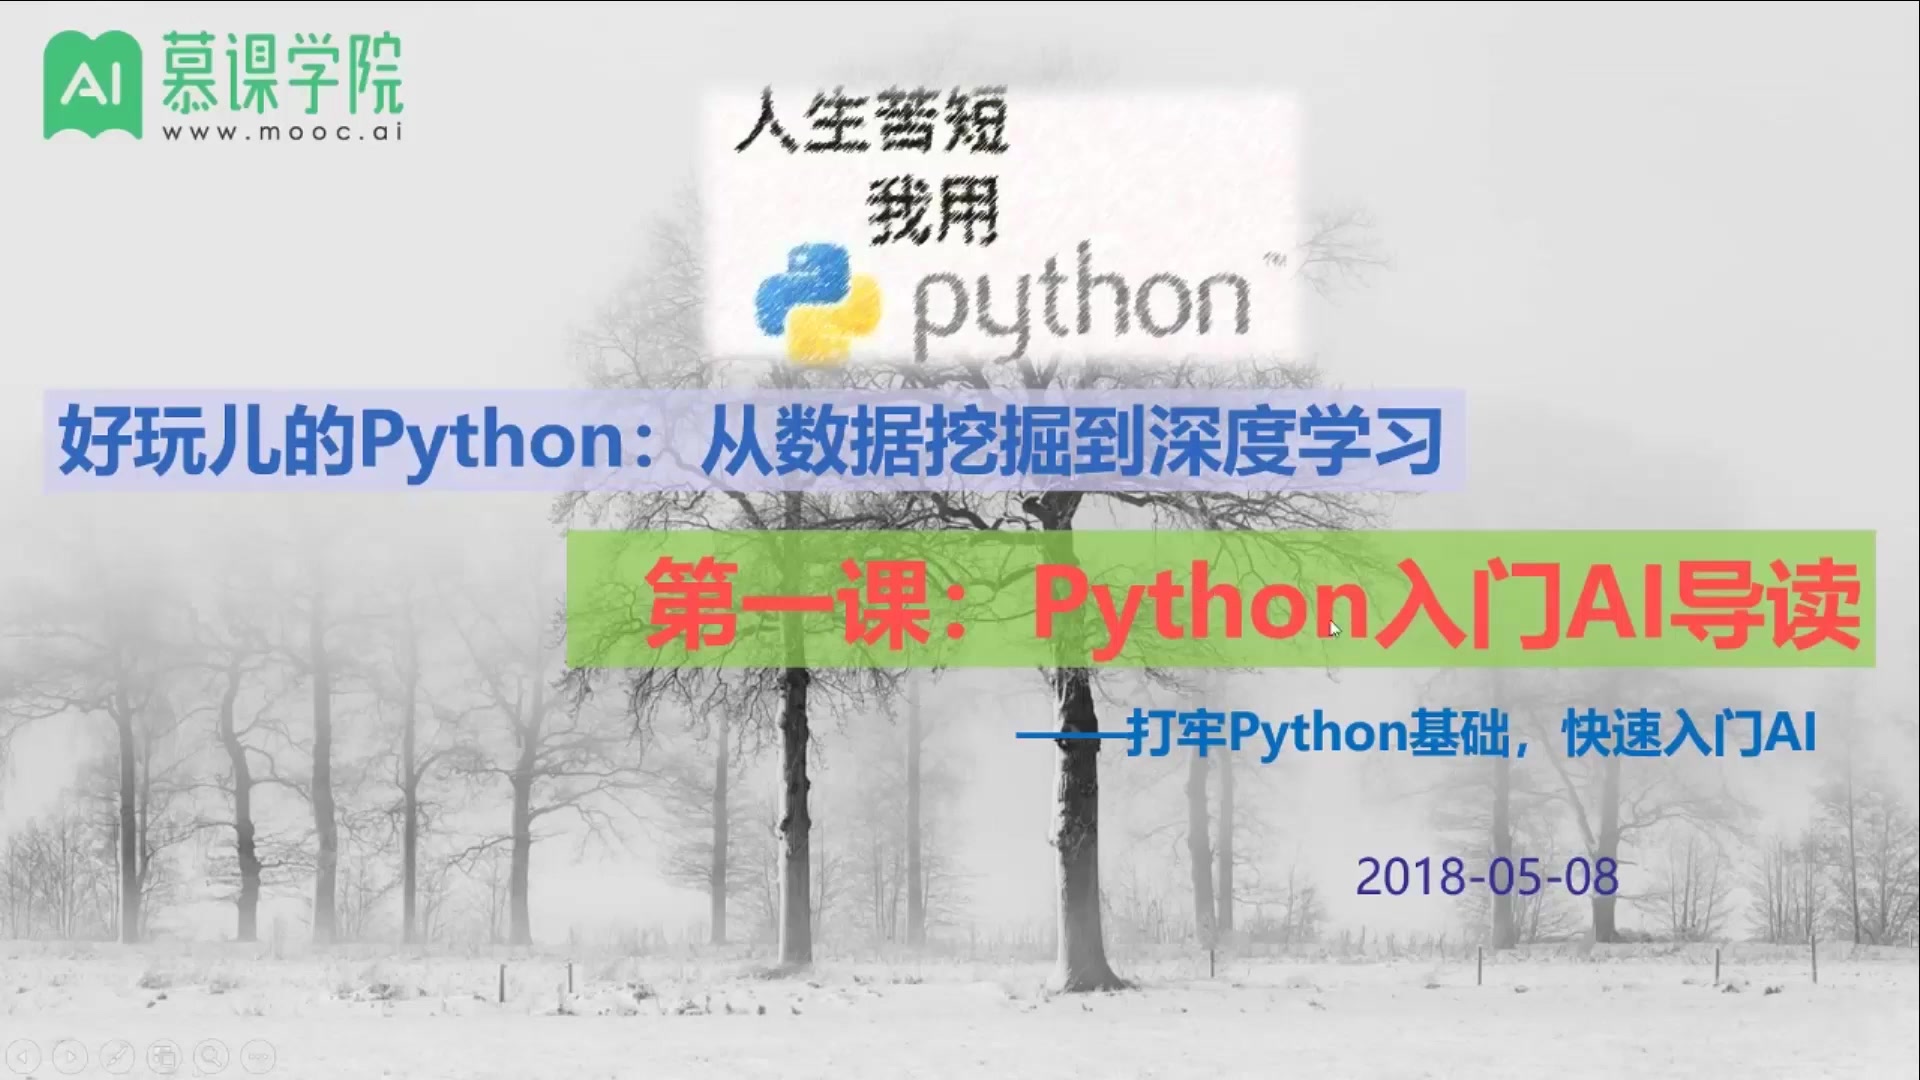 AI 慕课学院
www.mooc.ai
人生苦短
我用
python™
好玩儿的Python：从数据挖掘到深度学习
第一课：Python入门AI导读
——打牢Python基础，快速入门AI
2018-05-08